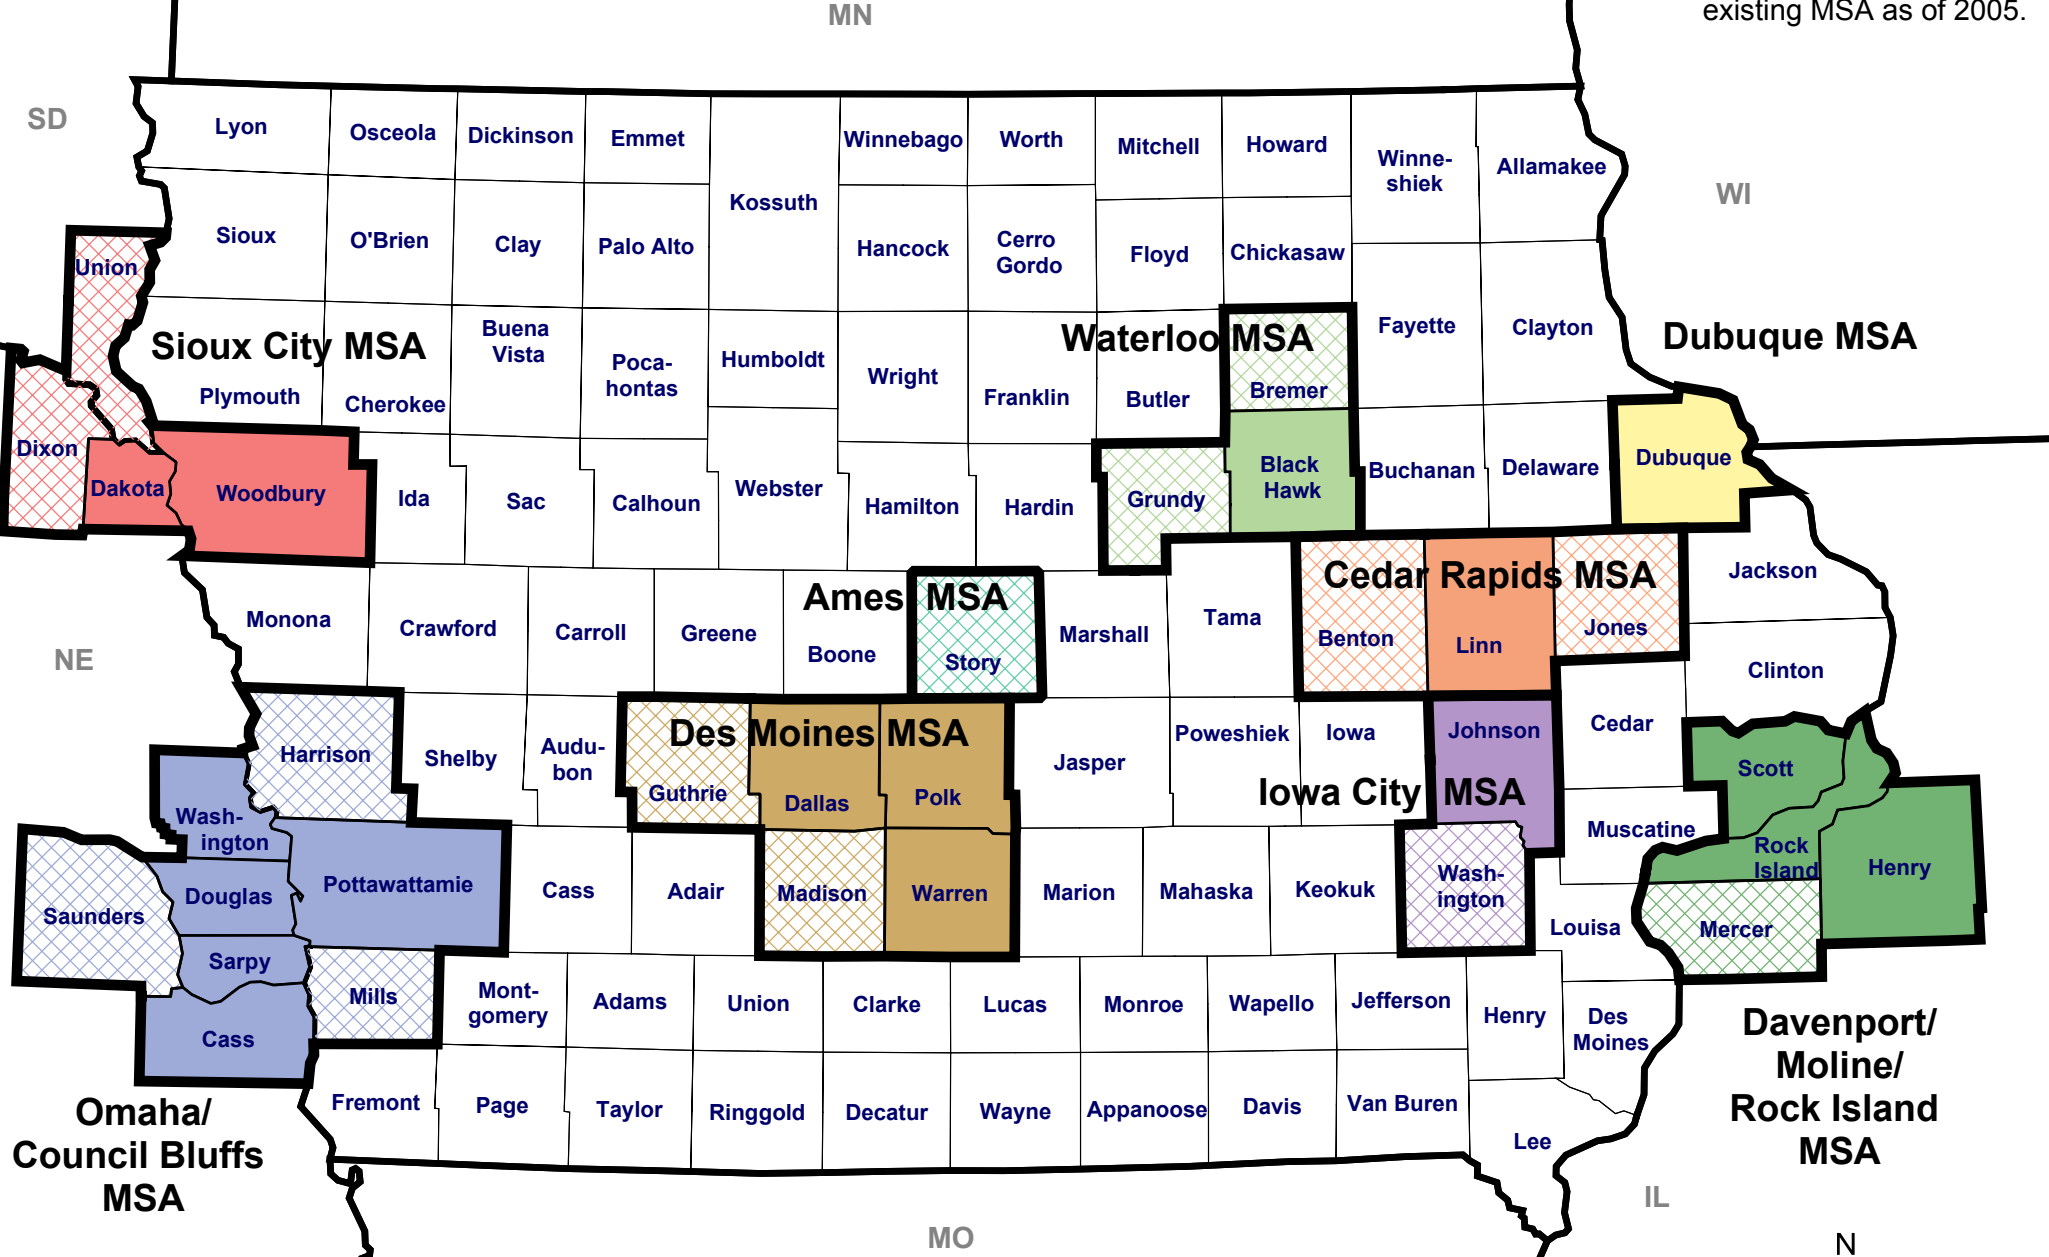 MN
existing MSA as of 2005.
SD
WI
Lyon
Osceola
Dickinson
Emmet
Kossuth
Winnebago
Worth
Mitchell
Howard
Winne-
shiek
Allamakee
Sioux
O'Brien
Clay
Palo Alto
Hancock
Cerro
Gordo
Floyd
Chickasaw
Union
Sioux City MSA
Plymouth
Cherokee
Buena
Vista
Poca-
hontas
Humboldt
Wright
Franklin
Waterloo MSA
Butler
Bremer
Fayette
Clayton
Dubuque MSA
Dixon
Dakota
Woodbury
Ida
Sac
Calhoun
Webster
Hamilton
Hardin
Grundy
Black
Hawk
Buchanan
Delaware
Dubuque
NE
Monona
Crawford
Carroll
Greene
Ames MSA
Boone
Story
Marshall
Tama
Cedar Rapids MSA
Benton
Linn
Jones
Jackson
Clinton
Harrison
Shelby
Audu-
bon
Des Moines MSA
Guthrie
Dallas
Polk
Jasper
Poweshiek
Iowa
Iowa City MSA
Johnson
Cedar
Scott
Muscatine
Rock
Island
Henry
Wash-
ington
Douglas
Saunders
Pottawattamie
Sarpy
Cass
Mills
Cass
Adair
Madison
Warren
Marion
Mahaska
Keokuk
Wash-
ington
Louisa
Mercer
Mont-
gomery
Adams
Union
Clarke
Lucas
Monroe
Wapello
Jefferson
Henry
Des
Moines
Davenport/
Moline/
Rock Island
MSA
Omaha/
Council Bluffs
MSA
Fremont
Page
Taylor
Ringgold
Decatur
Wayne
Appanoose
Davis
Van Buren
Lee
IL
MO
N